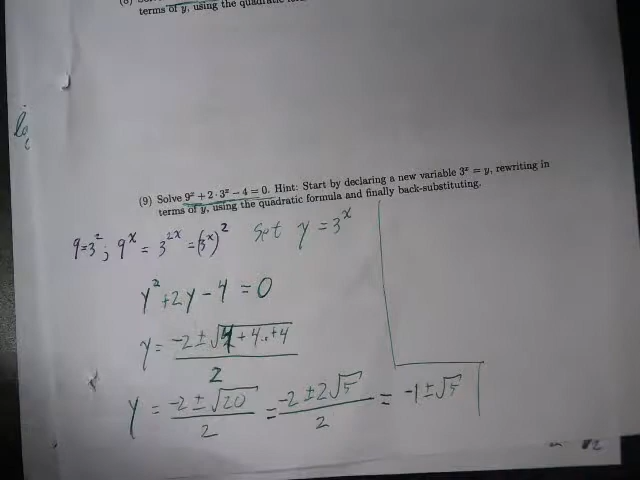 terms of y, using the quadratic
(9) Solve 9^x + 2 · 3^x − 4 = 0. Hint: Start by declaring a new variable 3^x = y, rewriting in
terms of y, using the quadratic formula and finally back-substituting.
9=3^2; 9^x = 3^{2x} = (3^x)^2 Set y = 3^x
y^2 + 2y − 4 = 0
y = (−2 ± √(4 + 4·4)) / 2
y = (−2 ± √20) / 2 = (−2 ± 2√5) / 2 = −1 ± √5